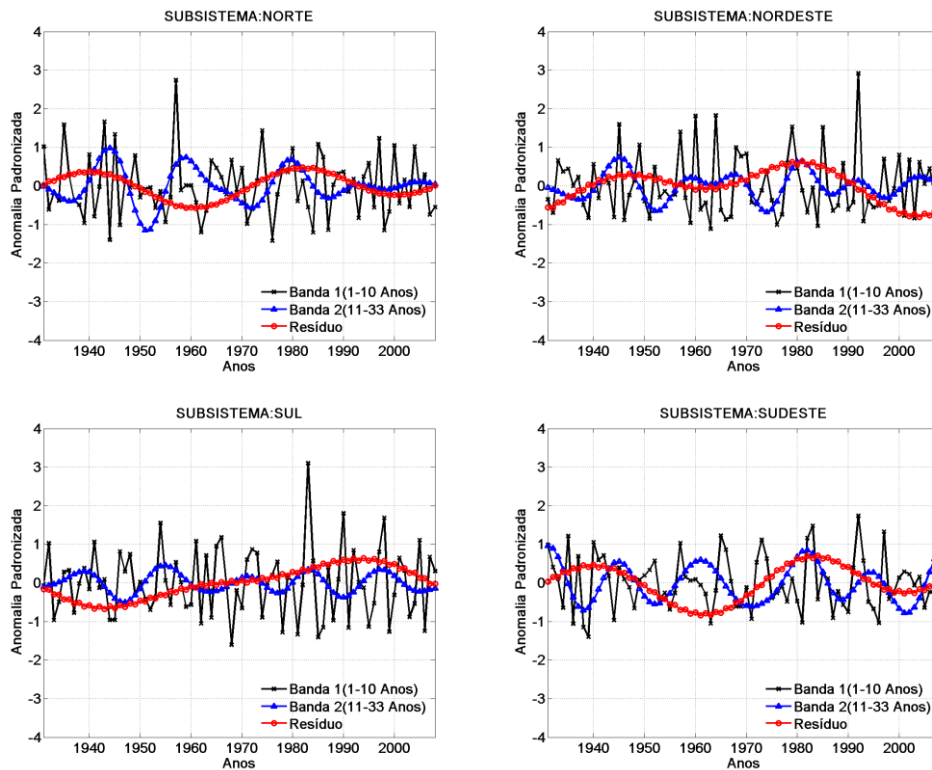 SUBSISTEMA:NORTE
Anomalia Padronizada
4
3
2
1
0
-1
-2
-3
-4
Banda 1(1-10 Anos)
Banda 2(11-33 Anos)
Resíduo
1940 1950 1960 1970 1980 1990 2000
Anos
SUBSISTEMA:NORDESTE
Anomalia Padronizada
4
3
2
1
0
-1
-2
-3
-4
Banda 1(1-10 Anos)
Banda 2(11-33 Anos)
Resíduo
1940 1950 1960 1970 1980 1990 2000
Anos
SUBSISTEMA:SUL
Anomalia Padronizada
4
3
2
1
0
-1
-2
-3
-4
Banda 1(1-10 Anos)
Banda 2(11-33 Anos)
Resíduo
1940 1950 1960 1970 1980 1990 2000
Anos
SUBSISTEMA:SUDESTE
Anomalia Padronizada
4
3
2
1
0
-1
-2
-3
-4
Banda 1(1-10 Anos)
Banda 2(11-33 Anos)
Resíduo
1940 1950 1960 1970 1980 1990 2000
Anos